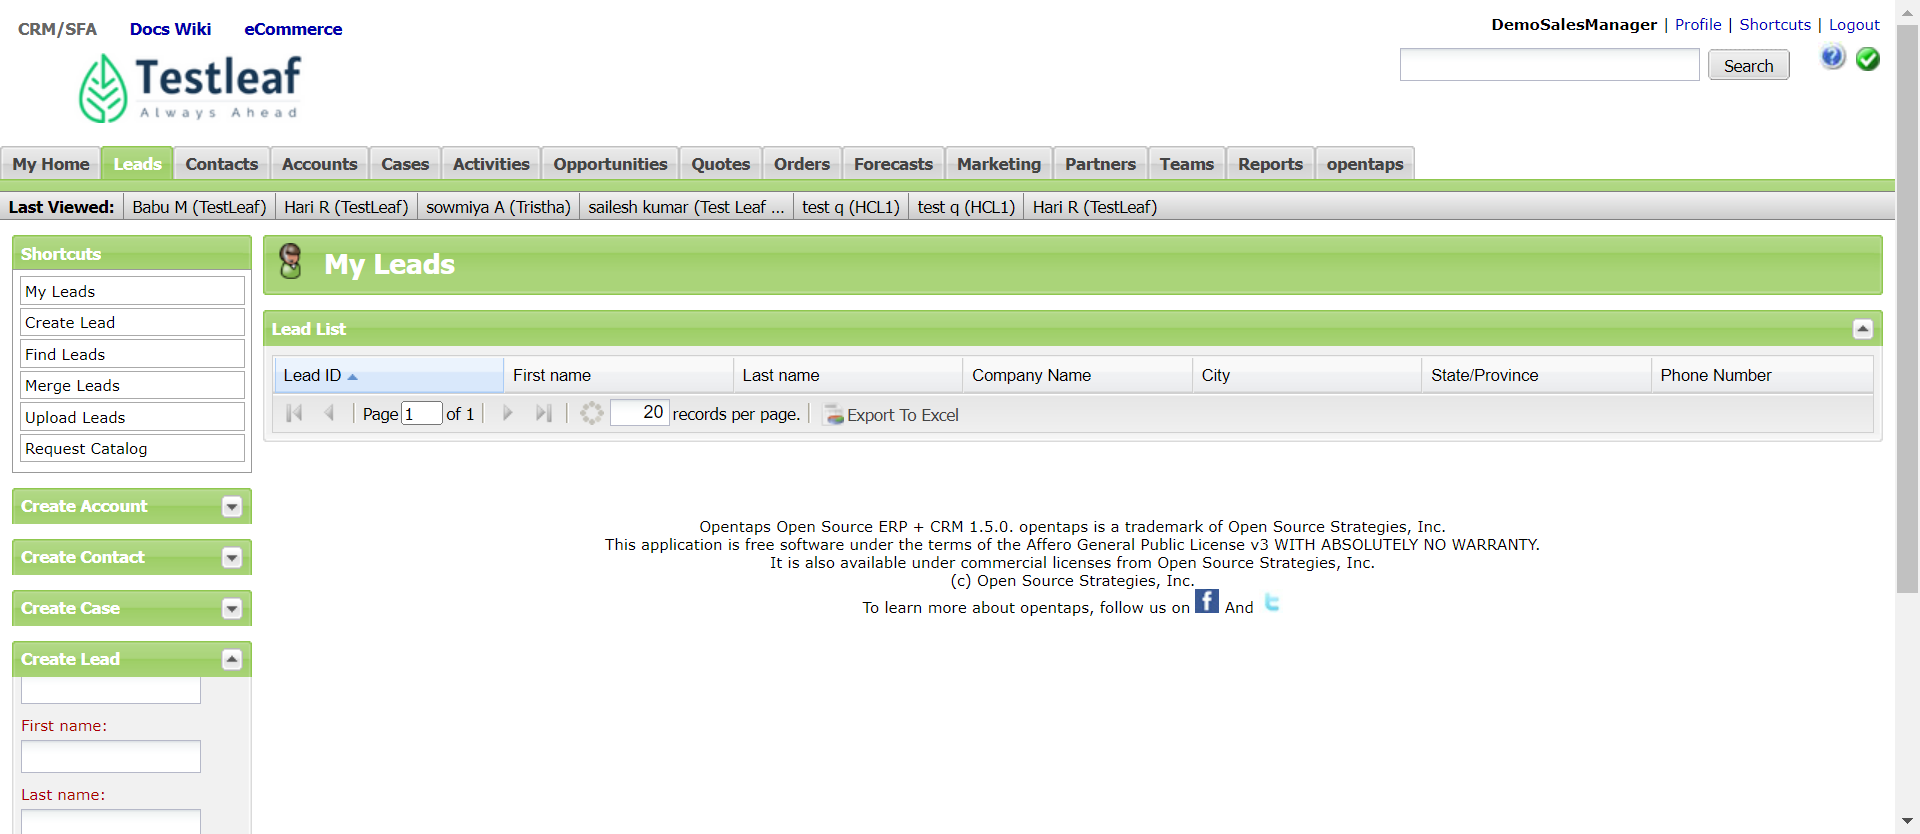 CRM/SFA Docs Wiki eCommerce
DemoSalesManager | Profile | Shortcuts | Logout
Search
Testleaf
Always Ahead
My Home Leads Contacts Accounts Cases Activities Opportunities Quotes Orders Forecasts Marketing Partners Teams Reports opentaps
Last Viewed: Babu M (TestLeaf) Hari R (TestLeaf) sowmiya A (Tristha) sailesh kumar (Test Leaf ... test q (HCL1) test q (HCL1) Hari R (TestLeaf)
Shortcuts
My Leads
Create Lead
Find Leads
Merge Leads
Upload Leads
Request Catalog
Create Account
Create Contact
Create Case
Create Lead
First name:
Last name:
My Leads
Lead List
Lead ID First name Last name Company Name City State/Province Phone Number
Page 1 of 1 20 records per page. Export To Excel
Opentaps Open Source ERP + CRM 1.5.0. opentaps is a trademark of Open Source Strategies, Inc.
This application is free software under the terms of the Affero General Public License v3 WITH ABSOLUTELY NO WARRANTY.
It is also available under commercial licenses from Open Source Strategies, Inc.
(c) Open Source Strategies, Inc.
To learn more about opentaps, follow us on f And t